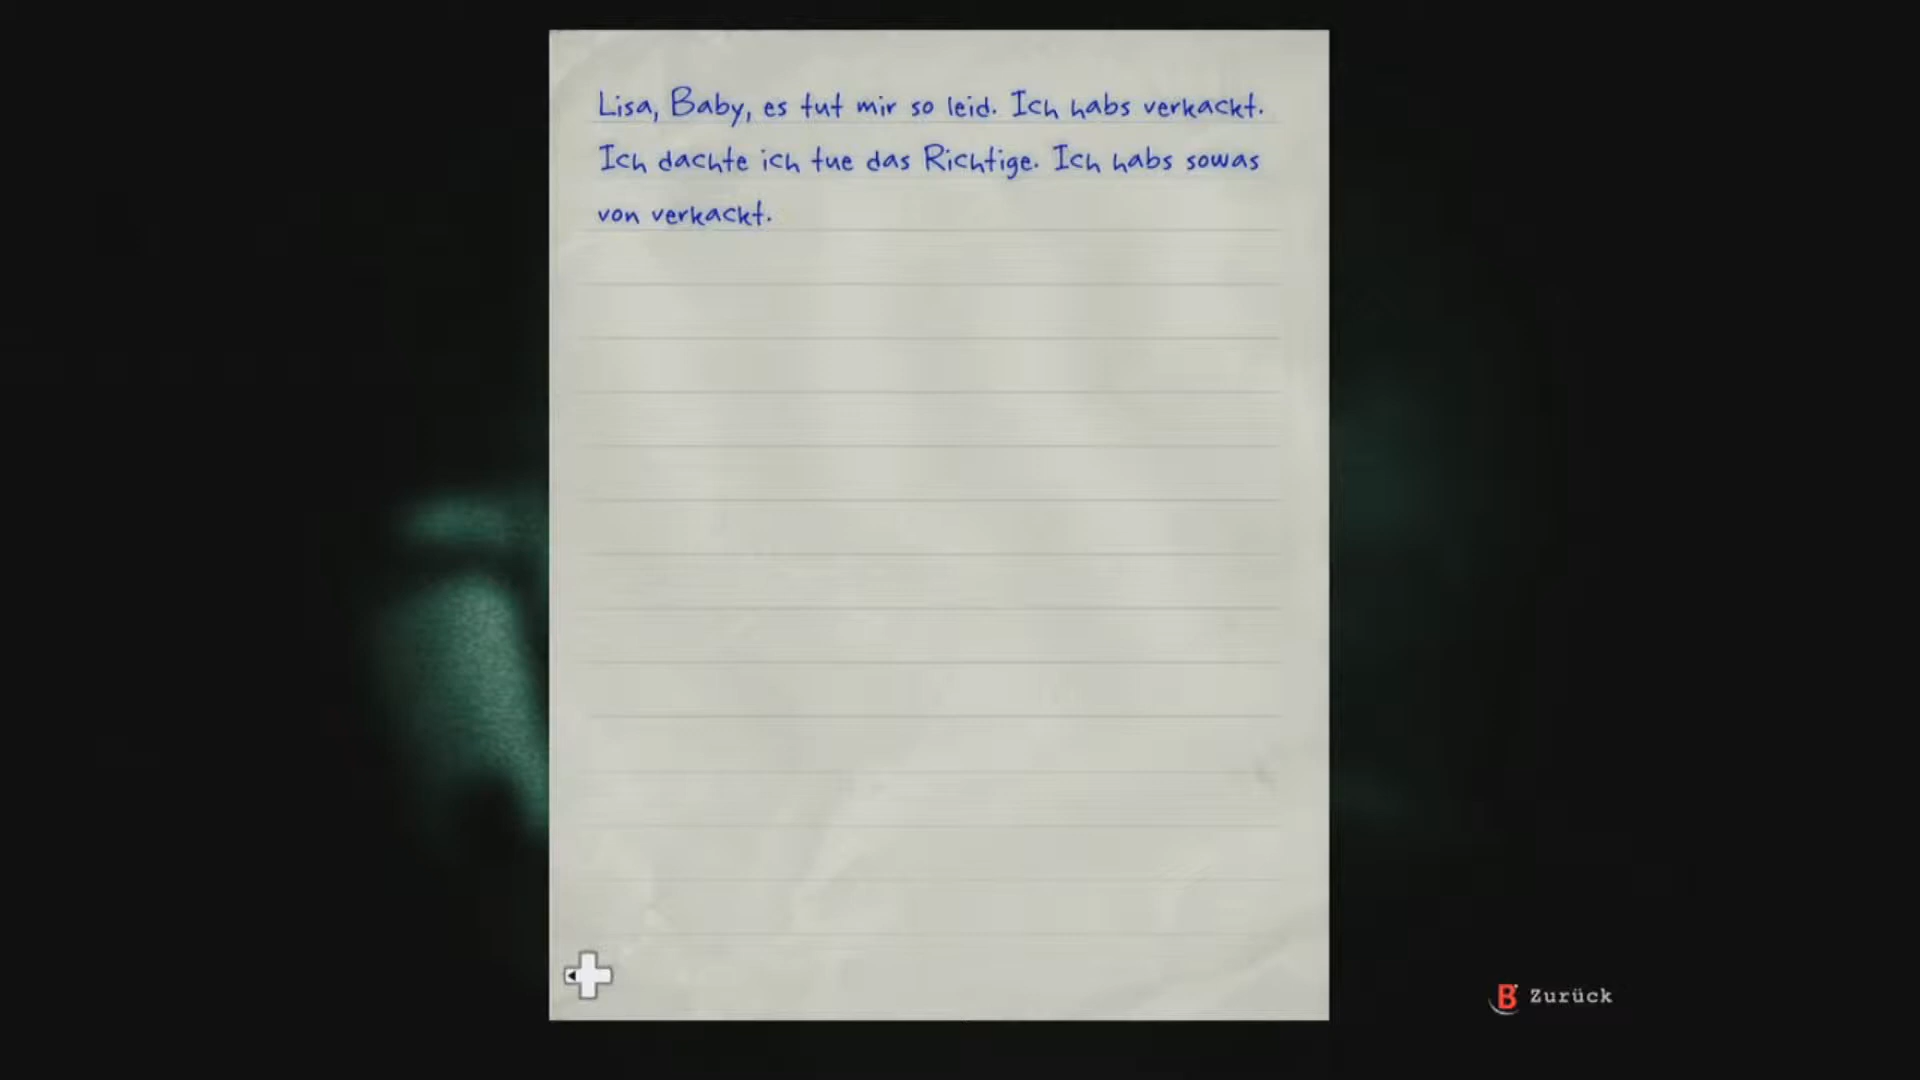 Lisa, Baby, es tut mir so leid. Ich habs verkackt.
Ich dachte ich tue das Richtige. Ich habs sowas
von verkackt.
B Zurück